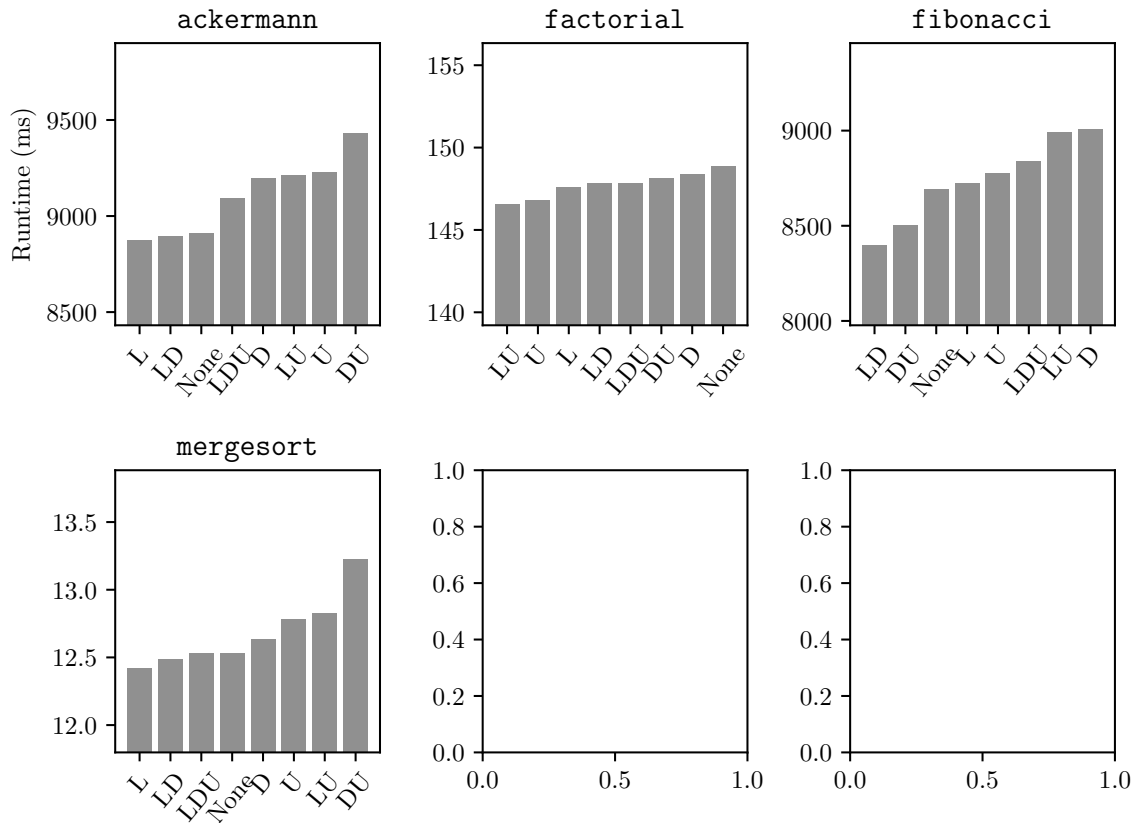 ackermann
factorial
fibonacci
Runtime (ms)
9500
9000
8500
L LD None LDU D LU U DU
155
150
145
140
LU U L LD LDU DU D None
9000
8500
8000
LD DU None L U LDU LU D
mergesort
13.5
13.0
12.5
12.0
L LD LDU None D U LU DU
1.0
0.8
0.6
0.4
0.2
0.0
0.0 0.5 1.0
1.0
0.8
0.6
0.4
0.2
0.0
0.0 0.5 1.0